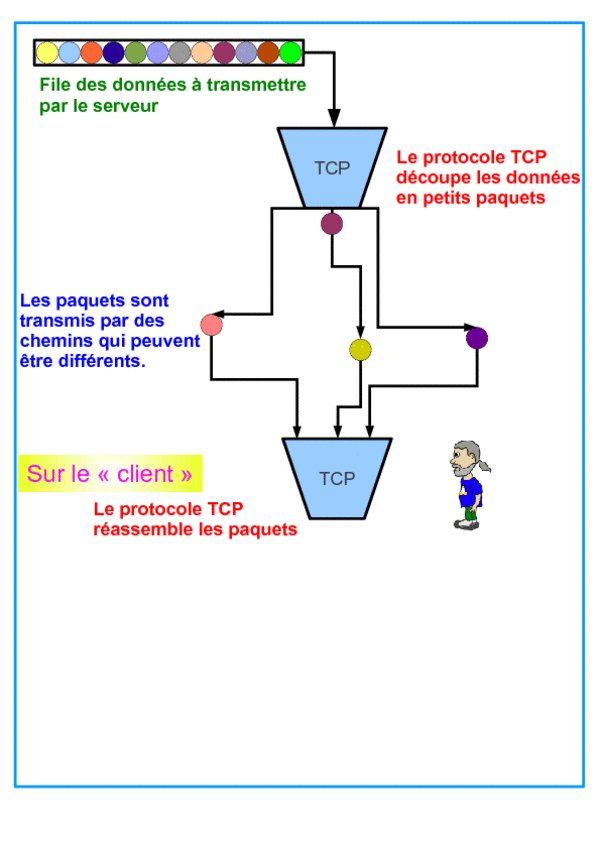 File des données à transmettre
par le serveur
TCP
Le protocole TCP
découpe les données
en petits paquets
Les paquets sont
transmis par des
chemins qui peuvent
être différents.
Sur le « client »
TCP
Le protocole TCP
réassemble les paquets